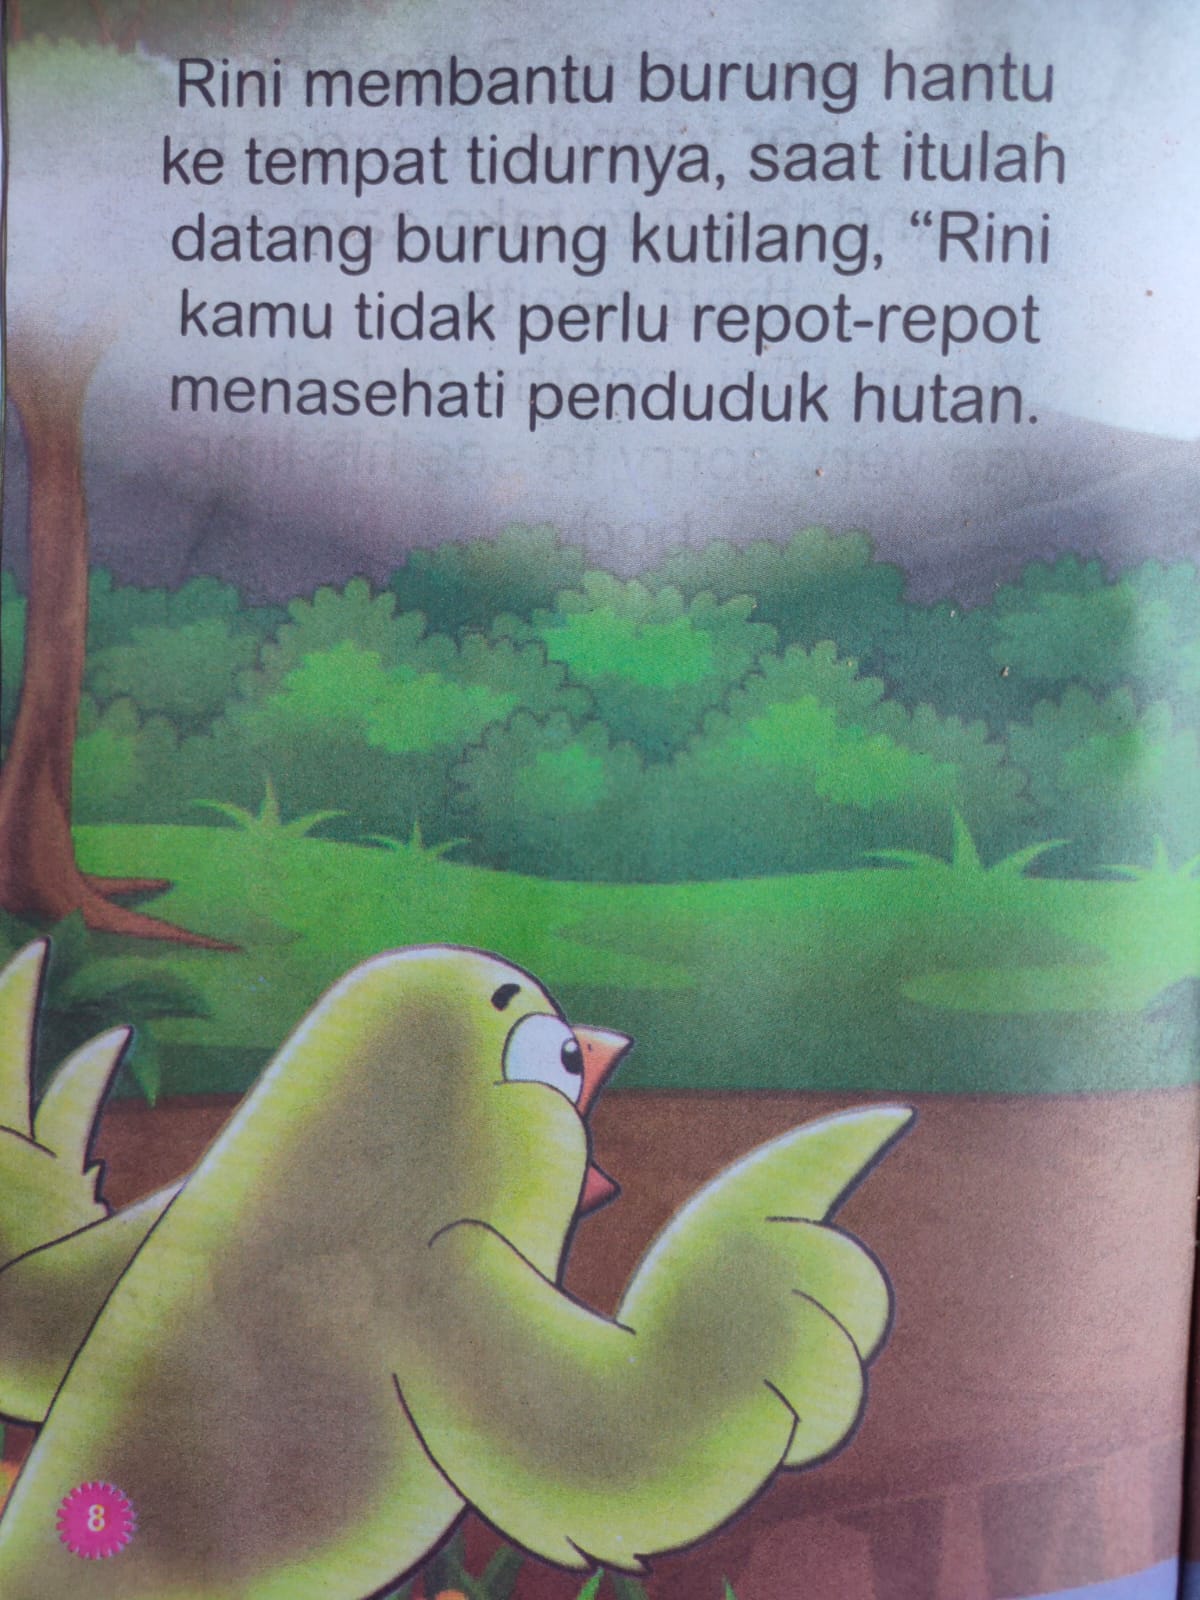 Rini membantu burung hantu
ke tempat tidurnya, saat itulah
datang burung kutilang, “Rini
kamu tidak perlu repot-repot
menasehati penduduk hutan.
8